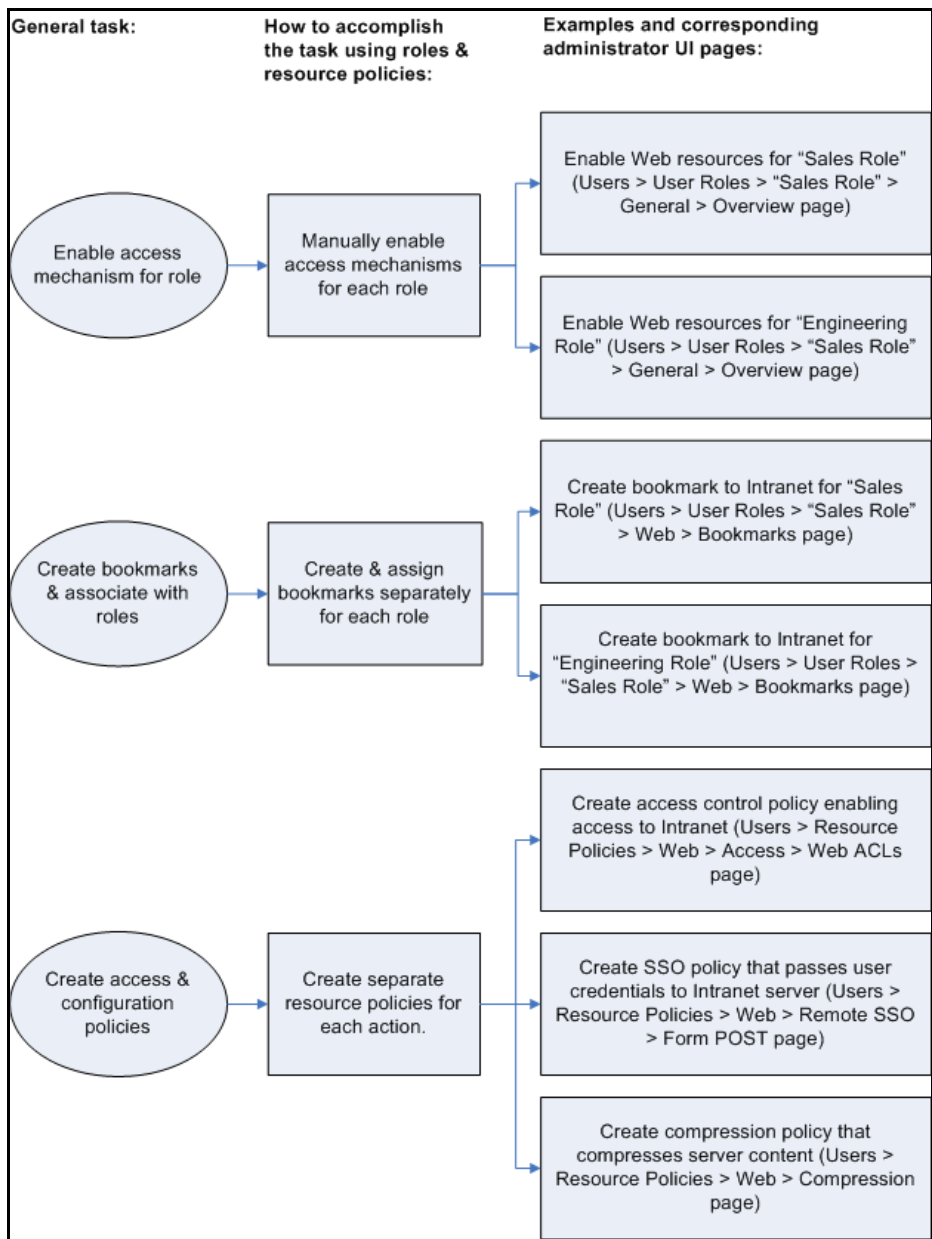 General task:
How to accomplish
the task using roles &
resource policies:
Examples and corresponding
administrator UI pages:
Enable access
mechanism for role
Manually enable
access mechanisms
for each role
Enable Web resources for “Sales Role”
(Users > User Roles > “Sales Role” >
General > Overview page)
Enable Web resources for “Engineering
Role” (Users > User Roles > “Sales Role”
> General > Overview page)
Create bookmarks
& associate with
roles
Create & assign
bookmarks separately
for each role
Create bookmark to Intranet for “Sales
Role” (Users > User Roles > “Sales Role”
> Web > Bookmarks page)
Create bookmark to Intranet for
“Engineering Role” (Users > User Roles >
“Sales Role” > Web > Bookmarks page)
Create access &
configuration
policies
Create separate
resource policies for
each action.
Create access control policy enabling
access to Intranet (Users > Resource
Policies > Web > Access > Web ACLs
page)
Create SSO policy that passes user
credentials to Intranet server (Users >
Resource Policies > Web > Remote SSO
> Form POST page)
Create compression policy that
compresses server content (Users >
Resource Policies > Web > Compression
page)